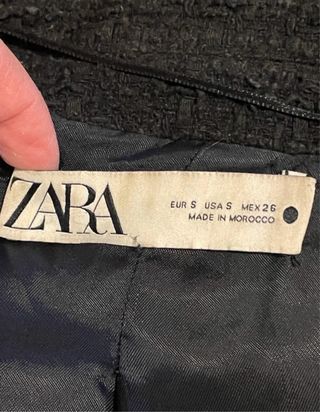 ZARA
EUR S USA S MEX 26
MADE IN MOROCCO